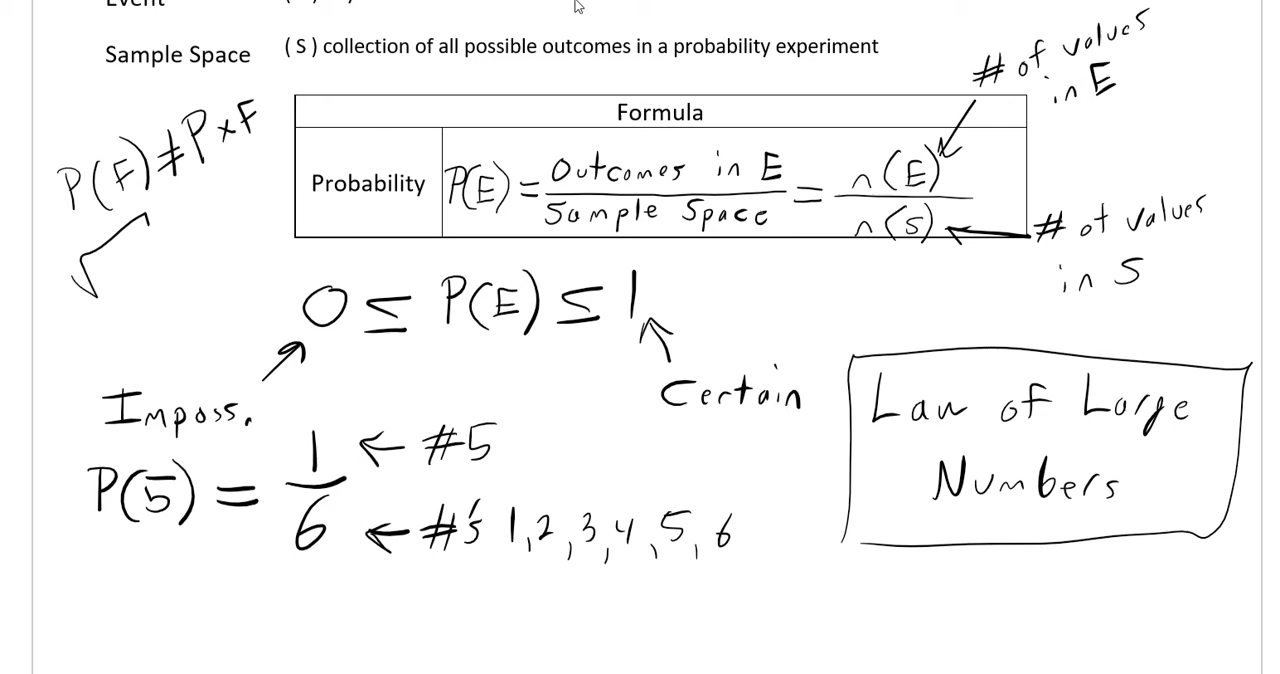 Event
Sample Space ( S ) collection of all possible outcomes in a probability experiment
# of values
in E
P(F) ≠ P×F
Formula
Probability P(E) = Outcomes in E / Sample Space = n(E) / n(S)
# of values
in S
0 ≤ P(E) ≤ 1
Imposs.
Certain
Law of Large
Numbers
P(5) = 1/6
← #5
← #'s 1, 2, 3, 4, 5, 6